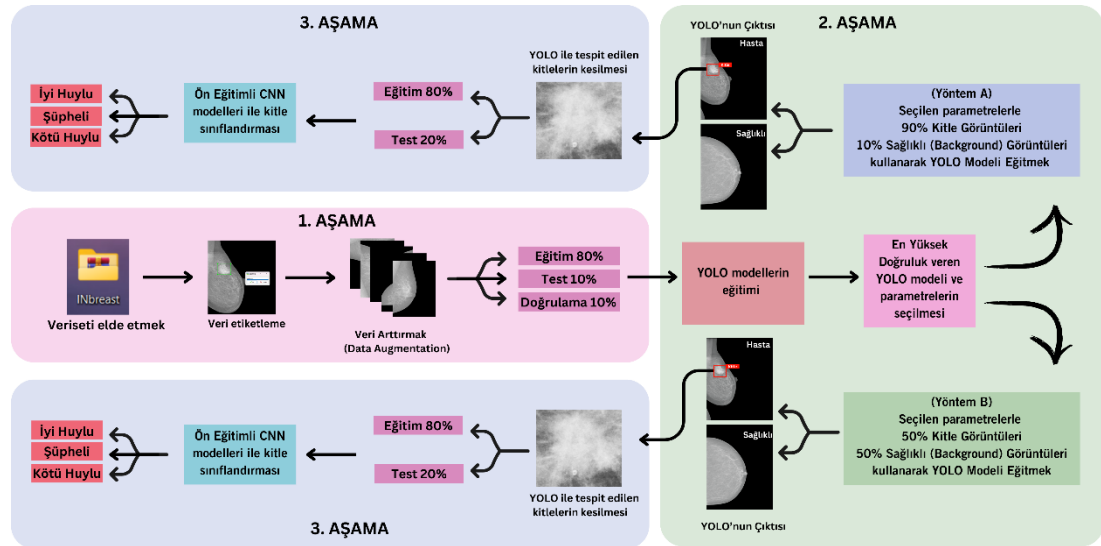 3. AŞAMA
YOLO ile tespit edilen
kitlelerin kesilmesi
Eğitim 80%
Test 20%
Ön Eğitimli CNN
modelleri ile kitle
sınıflandırması
İyi Huylu
Şüpheli
Kötü Huylu
1. AŞAMA
INbreast
Veriseti elde etmek
Veri etiketleme
Veri Arttırmak
(Data Augmentation)
Eğitim 80%
Test 10%
Doğrulama 10%
2. AŞAMA
YOLO'nun Çıktısı
Hasta
Sağlıklı
(Yöntem A)
Seçilen parametrelerle
90% Kitle Görüntüleri
10% Sağlıklı (Background) Görüntüleri
kullanarak YOLO Modeli Eğitmek
YOLO modellerin
eğitimi
En Yüksek
Doğruluk veren
YOLO modeli ve
parametrelerin
seçilmesi
Hasta
Sağlıklı
YOLO'nun Çıktısı
(Yöntem B)
Seçilen parametrelerle
50% Kitle Görüntüleri
50% Sağlıklı (Background) Görüntüleri
kullanarak YOLO Modeli Eğitmek
İyi Huylu
Şüpheli
Kötü Huylu
Ön Eğitimli CNN
modelleri ile kitle
sınıflandırması
Eğitim 80%
Test 20%
YOLO ile tespit edilen
kitlelerin kesilmesi
3. AŞAMA